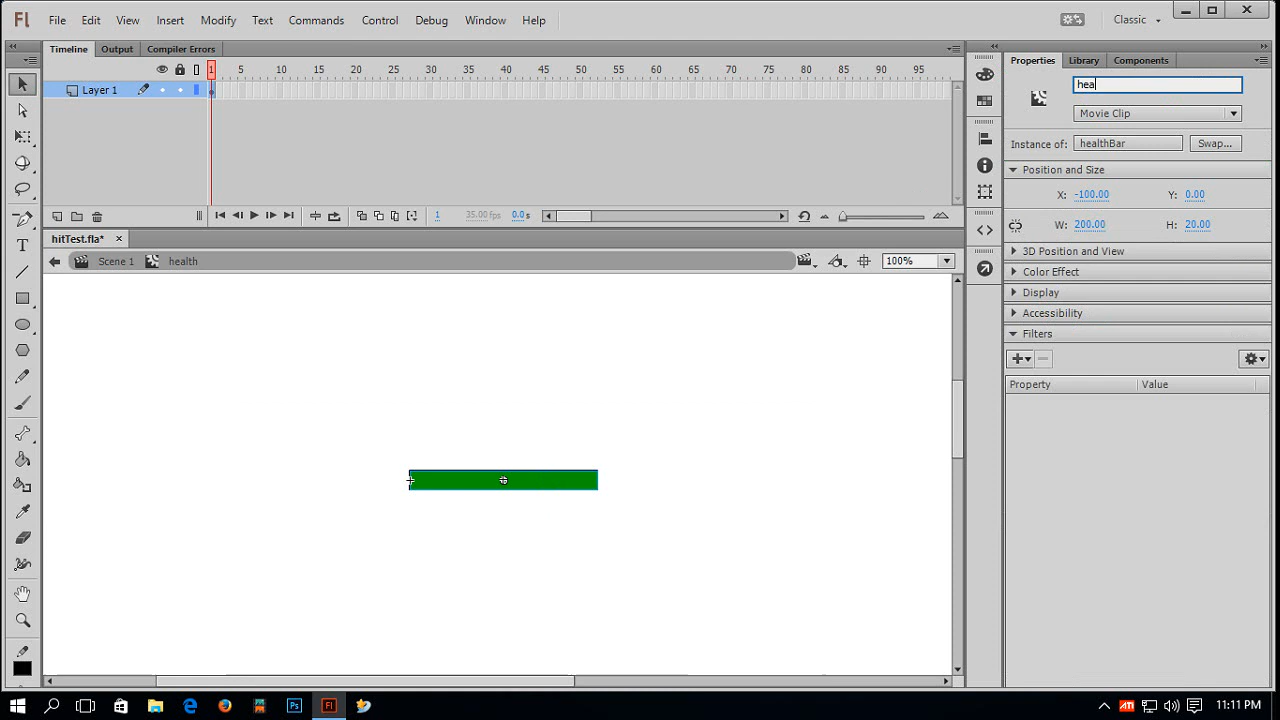 Fl File Edit View Insert Modify Text Commands Control Debug Window Help Classic
Timeline Output Compiler Errors
1 5 10 15 20 25 30 35 40 45 50 55 60 65 70 75 80 85 90 95
Layer 1
1 35.00 fps 0.0s
hitTest.fla*
Scene 1 health 100%
Properties Library Components
hea
Movie Clip
Instance of: healthBar Swap...
Position and Size
X: -100.00 Y: 0.00
W: 200.00 H: 20.00
3D Position and View
Color Effect
Display
Accessibility
Filters
Property Value
Ps Fl ATI 11:11 PM